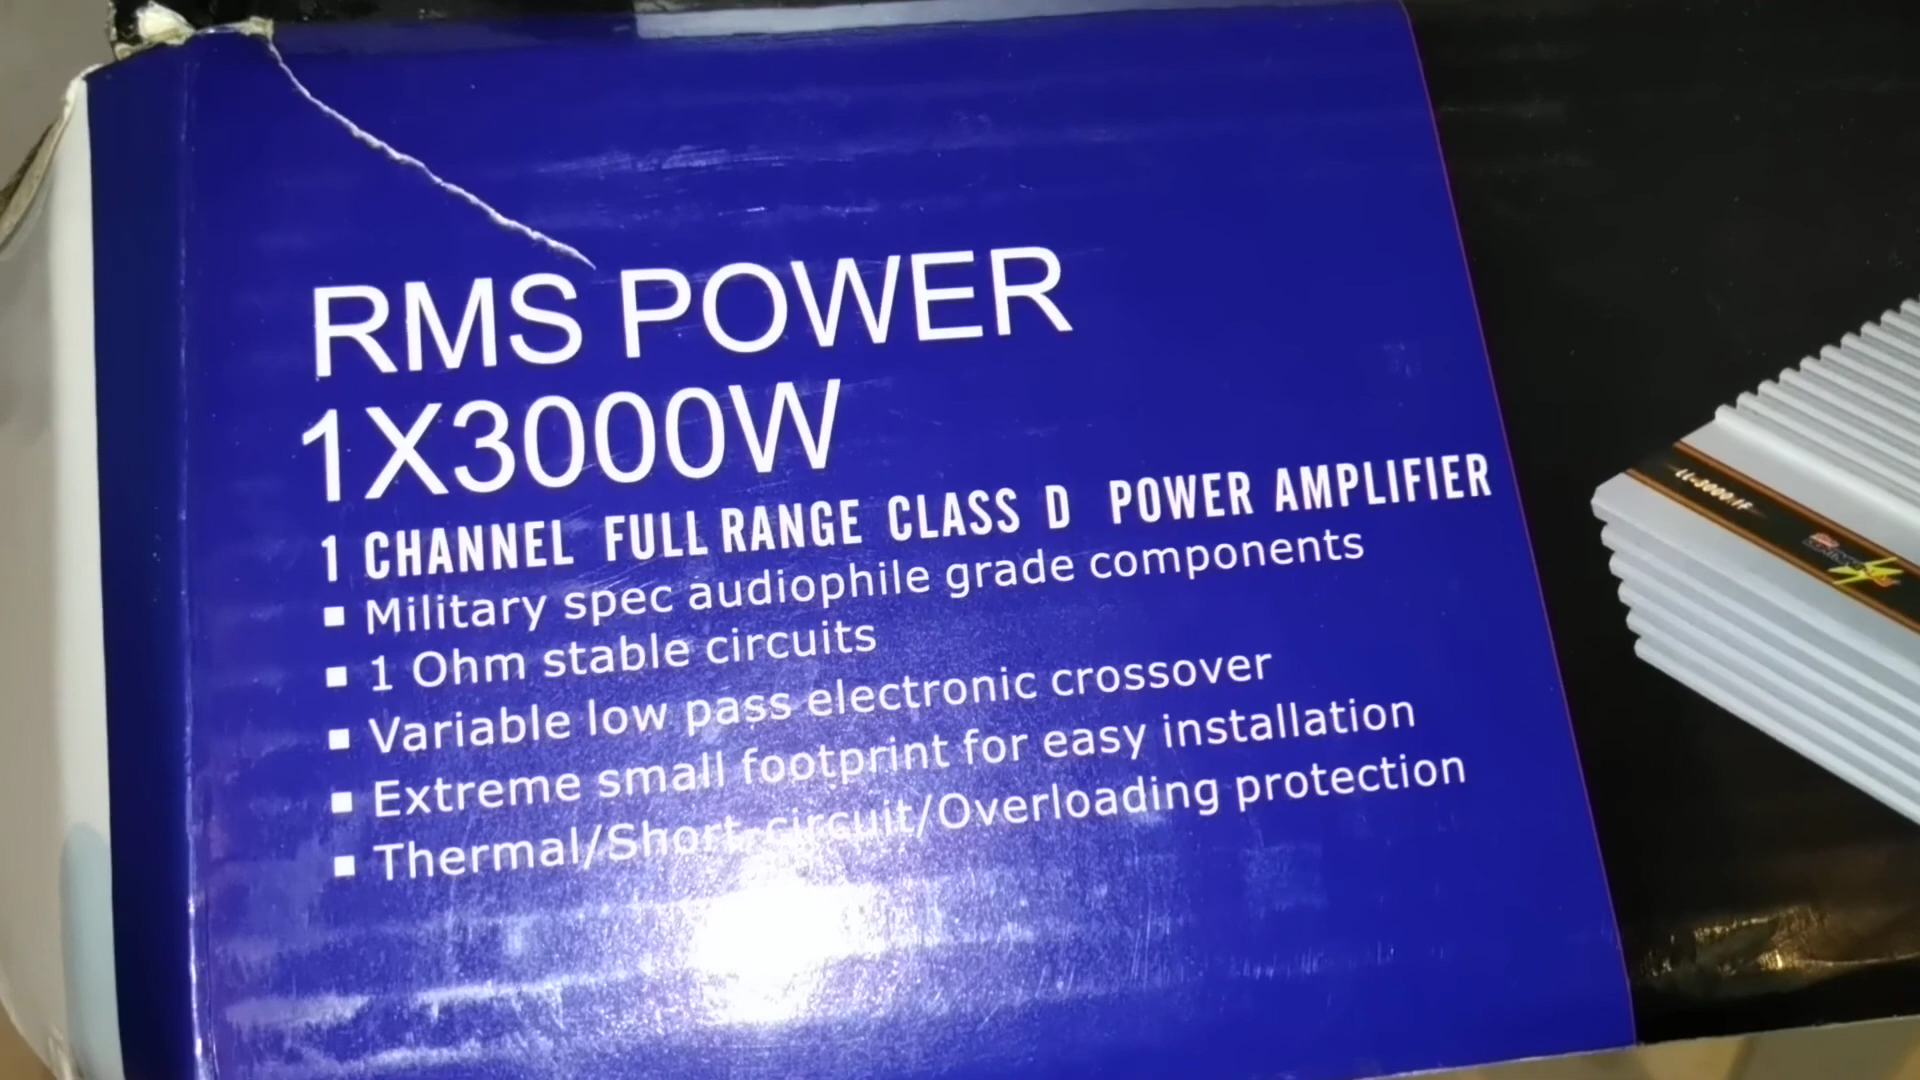 RMS POWER
1X3000W
1 CHANNEL FULL RANGE CLASS D POWER AMPLIFIER
▪ Military spec audiophile grade components
▪ 1 Ohm stable circuits
▪ Variable low pass electronic crossover
▪ Extreme small footprint for easy installation
▪ Thermal/Short-circuit/Overloading protection